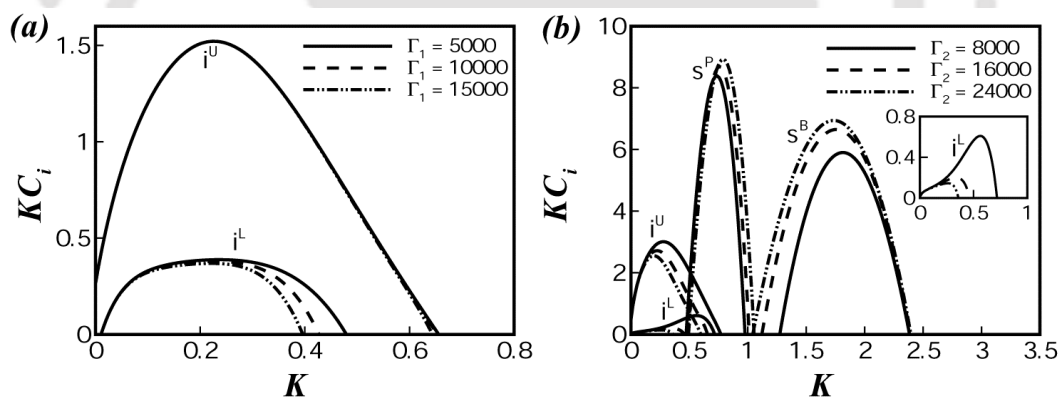 (a)
1.5
1
0.5
0
KC_i
i^U
i^L
Γ_1 = 5000
Γ_1 = 10000
Γ_1 = 15000
0 0.2 0.4 0.6 0.8
K
(b)
10
8
6
4
2
0
KC_i
S^P
S^B
i^U
i^L
Γ_2 = 8000
Γ_2 = 16000
Γ_2 = 24000
0.8
0.4
0
i^L
0 0.5 1
0 0.5 1 1.5 2 2.5 3 3.5
K